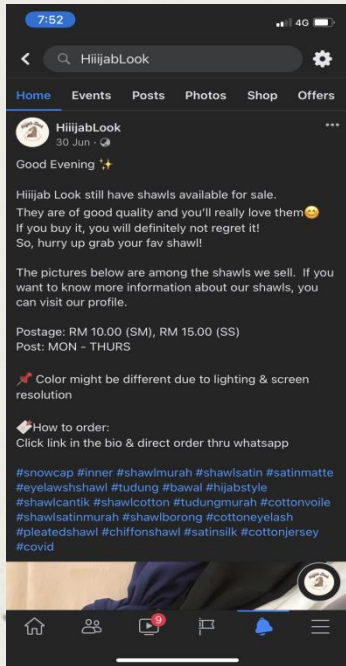 7:52
4G
HiiijabLook
Home Events Posts Photos Shop Offers
HiiijabLook
30 Jun
Good Evening
Hiiijab Look still have shawls available for sale.
They are of good quality and you'll really love them
If you buy it, you will definitely not regret it!
So, hurry up grab your fav shawl!
The pictures below are among the shawls we sell. If you
want to know more information about our shawls, you
can visit our profile.
Postage: RM 10.00 (SM), RM 15.00 (SS)
Post: MON - THURS
Color might be different due to lighting & screen
resolution
How to order:
Click link in the bio & direct order thru whatsapp
#snowcap #inner #shawlmurah #shawlsatin #satinmatte
#eyelawshshawl #tudung #bawal #hijabstyle
#shawlcantik #shawlcotton #tudungmurah #cottonvoile
#shawlsatinmurah #shawlborong #cottoneyelash
#pleatedshawl #chiffonshawl #satinsilk #cottonjersey
#covid
9